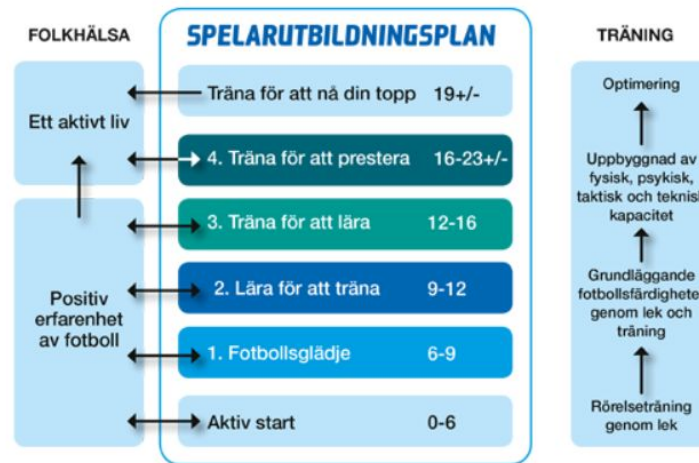 FOLKHÄLSA
Ett aktivt liv
Positiv
erfarenhet
av fotboll
SPELARUTBILDNINGSPLAN
Träna för att nå din topp 19+/-
4. Träna för att prestera 16-23+/-
3. Träna för att lära 12-16
2. Lära för att träna 9-12
1. Fotbollsglädje 6-9
Aktiv start 0-6
TRÄNING
Optimering
Uppbyggnad av
fysisk, psykisk,
taktisk och teknisk
kapacitet
Grundläggande
fotbollsfärdighete
genom lek och
träning
Rörelseträning
genom lek